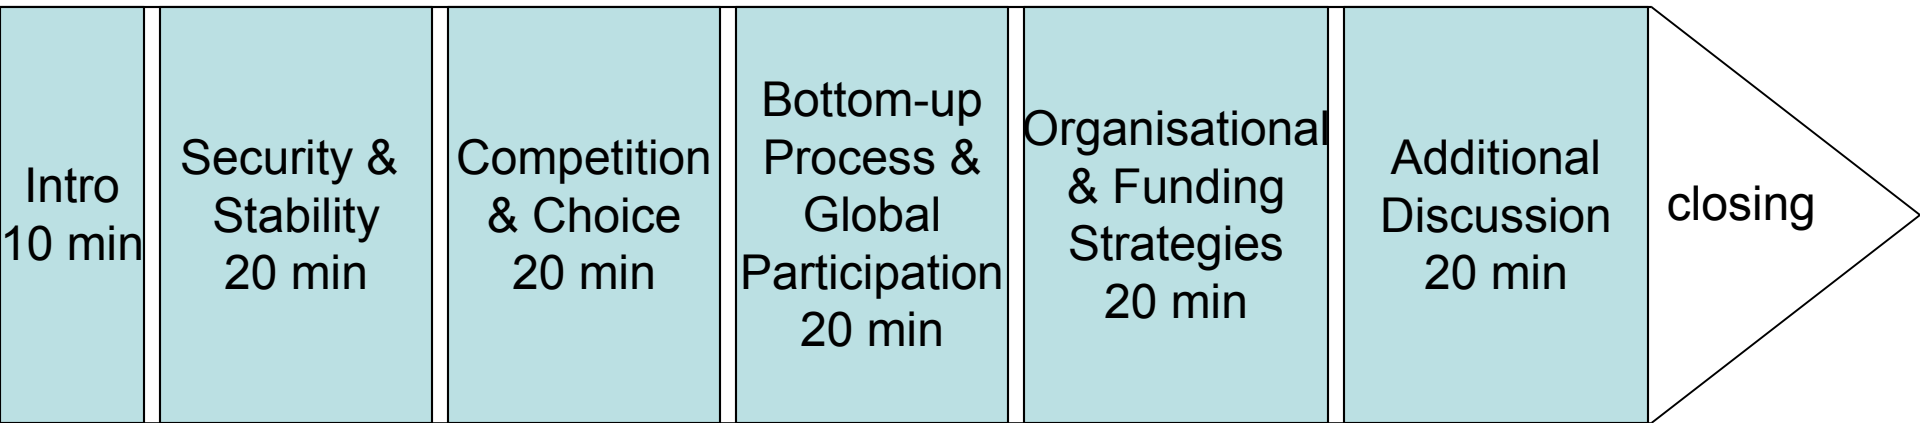 Intro
10 min
Security &
Stability
20 min
Competition
& Choice
20 min
Bottom-up
Process &
Global
Participation
20 min
Organisational
& Funding
Strategies
20 min
Additional
Discussion
20 min
closing